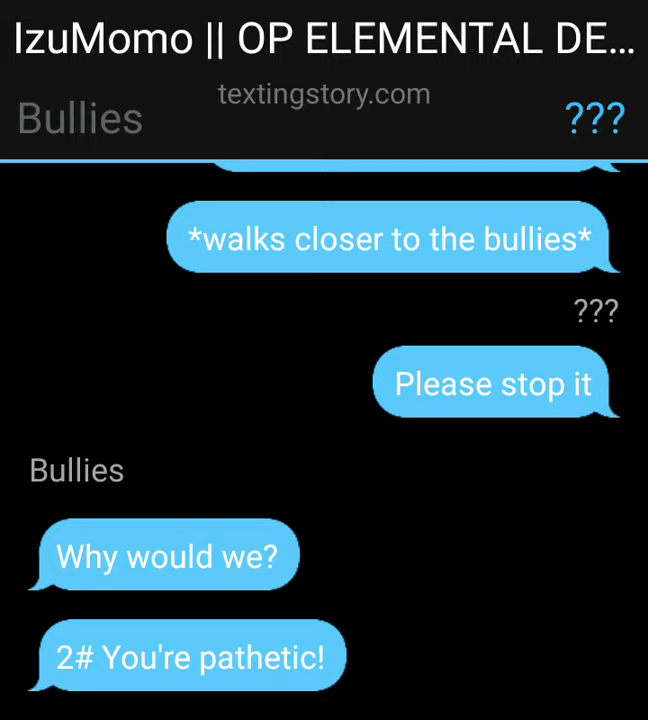 IzuMomo || OP ELEMENTAL DE...
textingstory.com
Bullies ???
*walks closer to the bullies*
???
Please stop it
Bullies
Why would we?
2# You're pathetic!